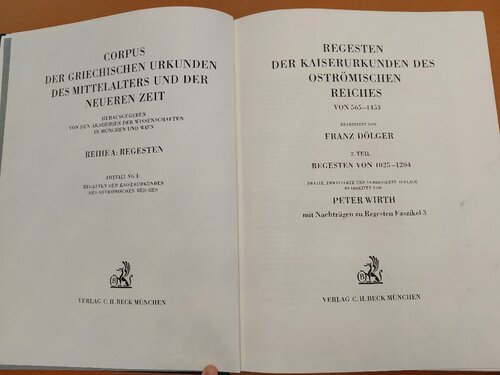 CORPUS
DER GRIECHISCHEN URKUNDEN
DES MITTELALTERS UND DER
NEUEREN ZEIT
HERAUSGEGEBEN
VON DEN AKADEMIEN DER WISSENSCHAFTEN
IN MÜNCHEN UND WIEN
REIHE A: REGESTEN
ABTEILUNG I:
REGESTEN DER KAISERURKUNDEN
DES OSTRÖMISCHEN REICHES
VERLAG C.H.BECK MÜNCHEN
REGESTEN
DER KAISERURKUNDEN DES
OSTRÖMISCHEN
REICHES
VON 565-1453
BEARBEITET VON
FRANZ DÖLGER
2. TEIL
REGESTEN VON 1025-1204
ZWEITE, ERWEITERTE UND VERBESSERTE AUFLAGE
BEARBEITET VON
PETER WIRTH
mit Nachträgen zu Regesten Faszikel 3
VERLAG C.H.BECK MÜNCHEN